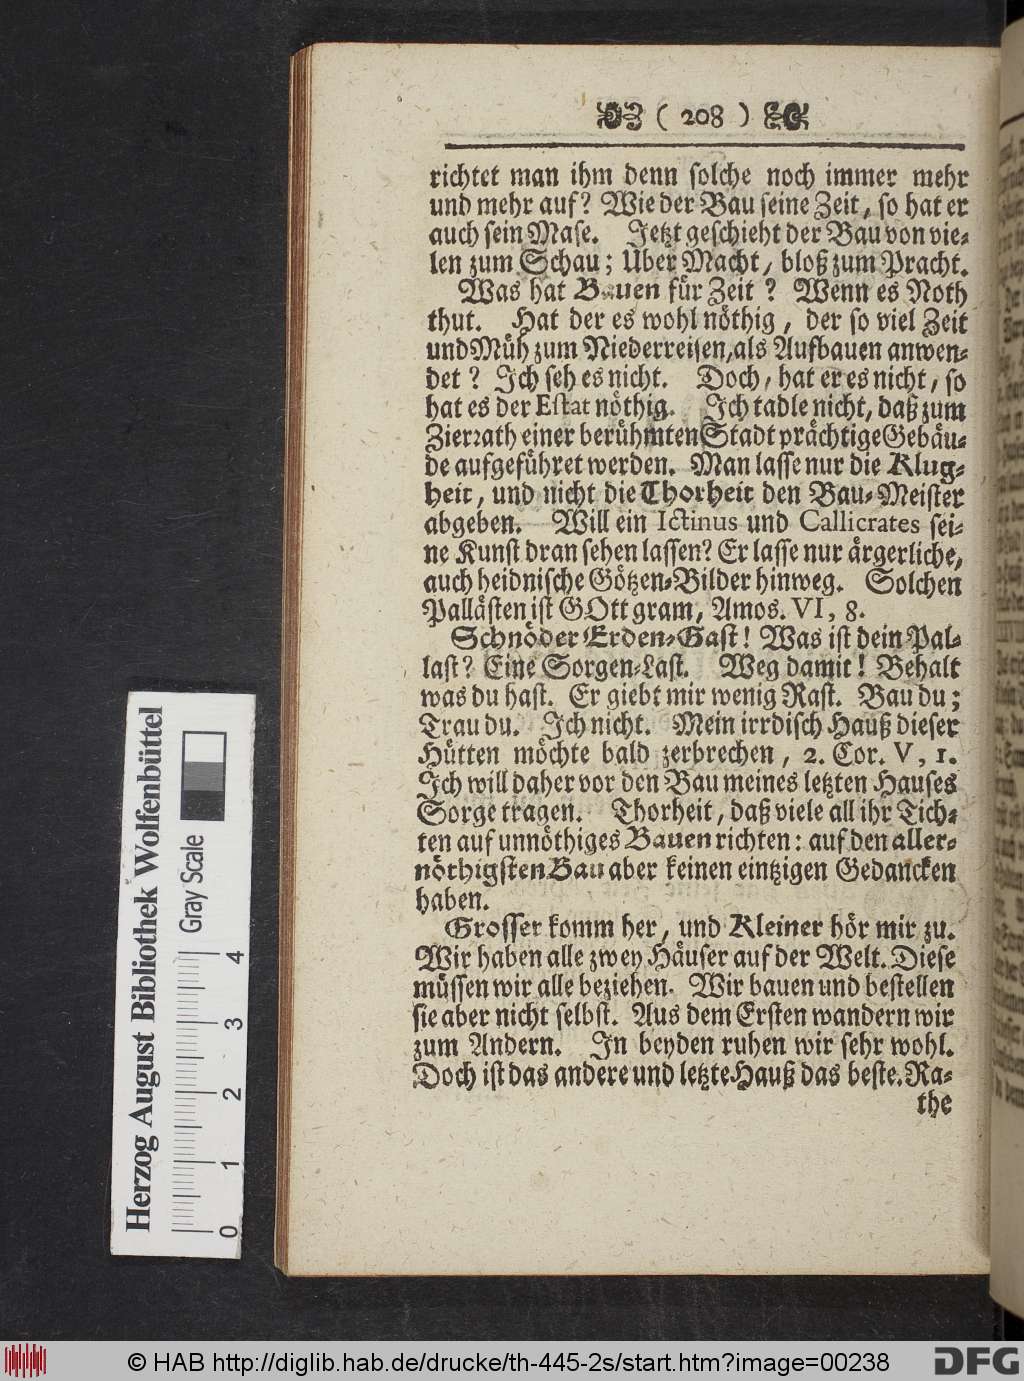 ( 208 )
richtet man ihm denn solche noch immer mehr
und mehr auf? Wie der Bau seine Zeit, so hat er
auch sein Mase. Jetzt geschieht der Bau von vie-
len zum Schau; Uber Macht, bloß zum Pracht.
Was hat Bauen für Zeit? Wenn es Noth
thut. Hat der es wohl nöthig, der so viel Zeit
und Müh zum Niederreisen, als Aufbauen anwen-
det? Ich seh es nicht. Doch, hat er es nicht, so
hat es der Estat nöthig. Ich tadle nicht, daß zum
Zierrath einer berühmten Stadt prächtige Gebäu-
de aufgeführet werden. Man lasse nur die Klug-
heit, und nicht die Thorheit den Bau-Meister
abgeben. Will ein Ictinus und Callicrates sei-
ne Kunst dran sehen lassen? Er lasse nur ärgerliche,
auch heidnische Götzen-Bilder hinweg. Solchen
Pallästen ist GOtt gram, Amos. VI, 8.
Schnöder Erden-Gast! Was ist dein Pal-
last? Eine Sorgen-Last. Weg damit! Behalt
was du hast. Er giebt mir wenig Rast. Bau du;
Trau du. Ich nicht. Mein irrdisch Hauß dieser
Hütten möchte bald zerbrechen, 2. Cor. V, 1.
Ich will daher vor den Bau meines letzten Hauses
Sorge tragen. Thorheit, daß viele all ihr Tich-
ten auf unnöthiges Bauen richten: auf den aller-
nöthigsten Bau aber keinen eintzigen Gedancken
haben.
Grosser komm her, und Kleiner hör mir zu.
Wir haben alle zwey Häuser auf der Welt. Diese
müssen wir alle beziehen. Wir bauen und bestellen
sie aber nicht selbst. Aus dem Ersten wandern wir
zum Andern. In beyden ruhen wir sehr wohl.
Doch ist das andere und letzte Hauß das beste. Ra-
the
Herzog August Bibliothek Wolfenbüttel
Gray Scale
0 1 2 3 4
© HAB http://diglib.hab.de/drucke/th-445-2s/start.htm?image=00238
DFG